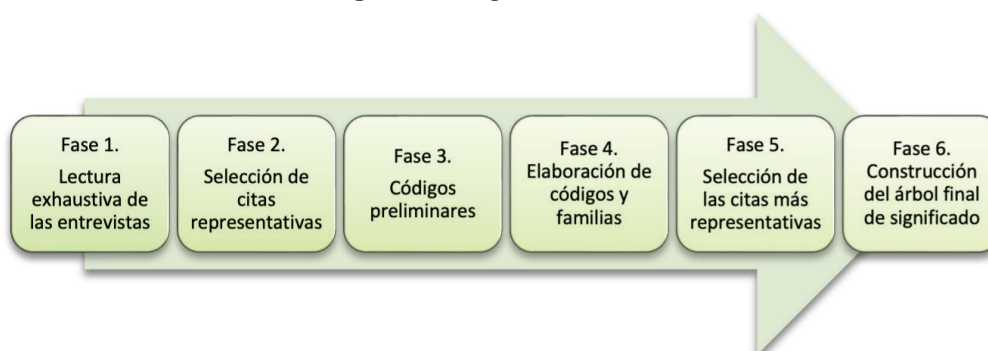 Fase 1.
Lectura
exhaustiva de
las entrevistas
Fase 2.
Selección de
citas
representativas
Fase 3.
Códigos
preliminares
Fase 4.
Elaboración de
códigos y
familias
Fase 5.
Selección de
las citas más
representativas
Fase 6.
Construcción
del árbol final
de significado